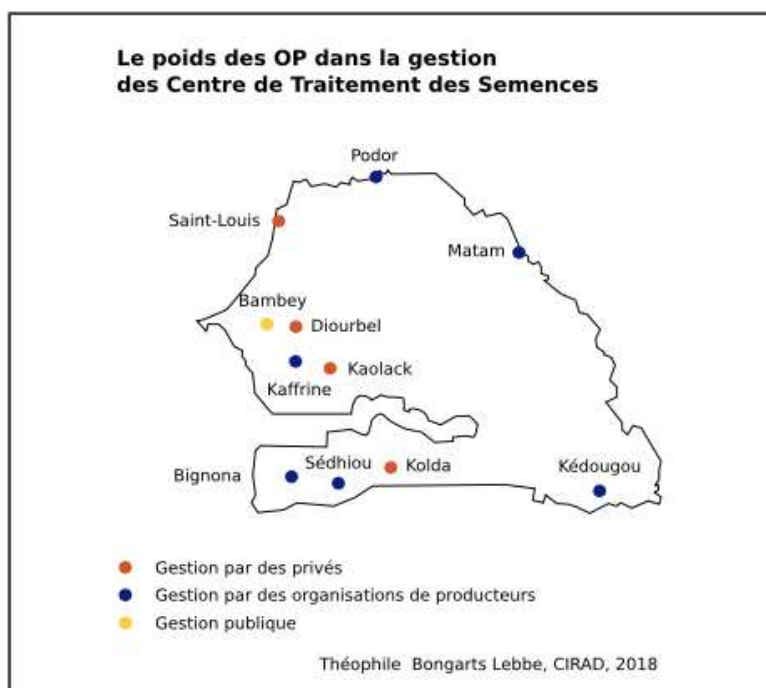 Le poids des OP dans la gestion
des Centre de Traitement des Semences
Podor
Saint-Louis
Matam
Bambey
Diourbel
Kaolack
Kaffrine
Sédhiou
Kolda
Kédougou
Bignona
Gestion par des privés
Gestion par des organisations de producteurs
Gestion publique
Théophile Bongarts Lebbe, CIRAD, 2018